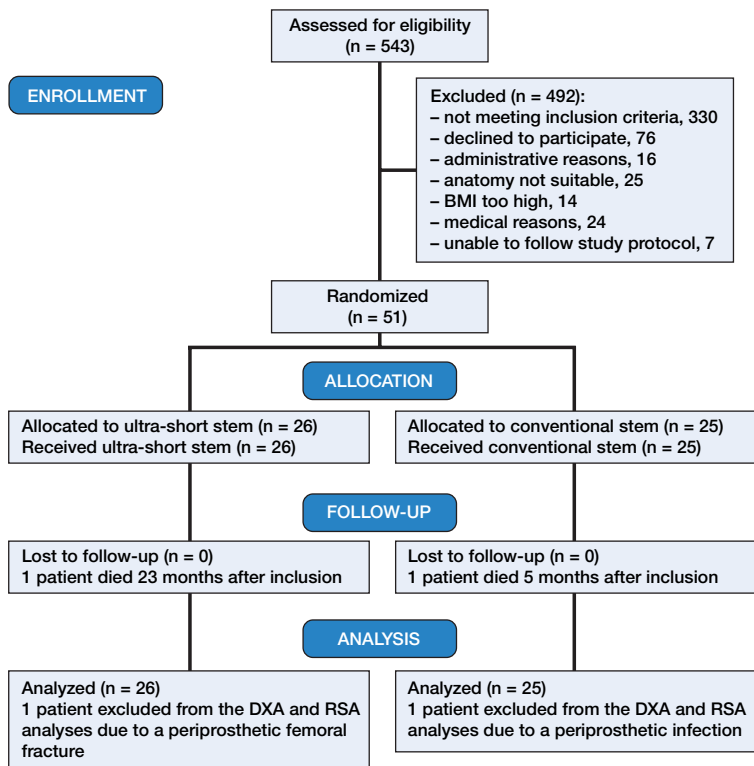 Assessed for eligibility
(n = 543)
ENROLLMENT
Excluded (n = 492):
– not meeting inclusion criteria, 330
– declined to participate, 76
– administrative reasons, 16
– anatomy not suitable, 25
– BMI too high, 14
– medical reasons, 24
– unable to follow study protocol, 7
Randomized
(n = 51)
ALLOCATION
Allocated to ultra-short stem (n = 26)
Received ultra-short stem (n = 26)
Allocated to conventional stem (n = 25)
Received conventional stem (n = 25)
FOLLOW-UP
Lost to follow-up (n = 0)
1 patient died 23 months after inclusion
Lost to follow-up (n = 0)
1 patient died 5 months after inclusion
ANALYSIS
Analyzed (n = 26)
1 patient excluded from the DXA and RSA
analyses due to a periprosthetic femoral
fracture
Analyzed (n = 25)
1 patient excluded from the DXA and RSA
analyses due to a periprosthetic infection